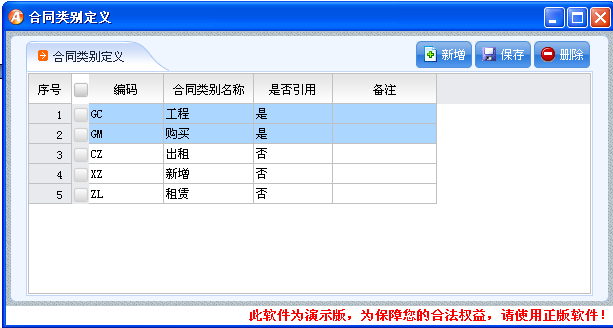 合同类别定义
合同类别定义 新增 保存 删除
序号 编码 合同类别名称 是否引用 备注
1 GC 工程 是
2 GM 购买 是
3 CZ 出租 否
4 XZ 新增 否
5 ZL 租赁 否
此软件为演示版，为保障您的合法权益，请使用正版软件！